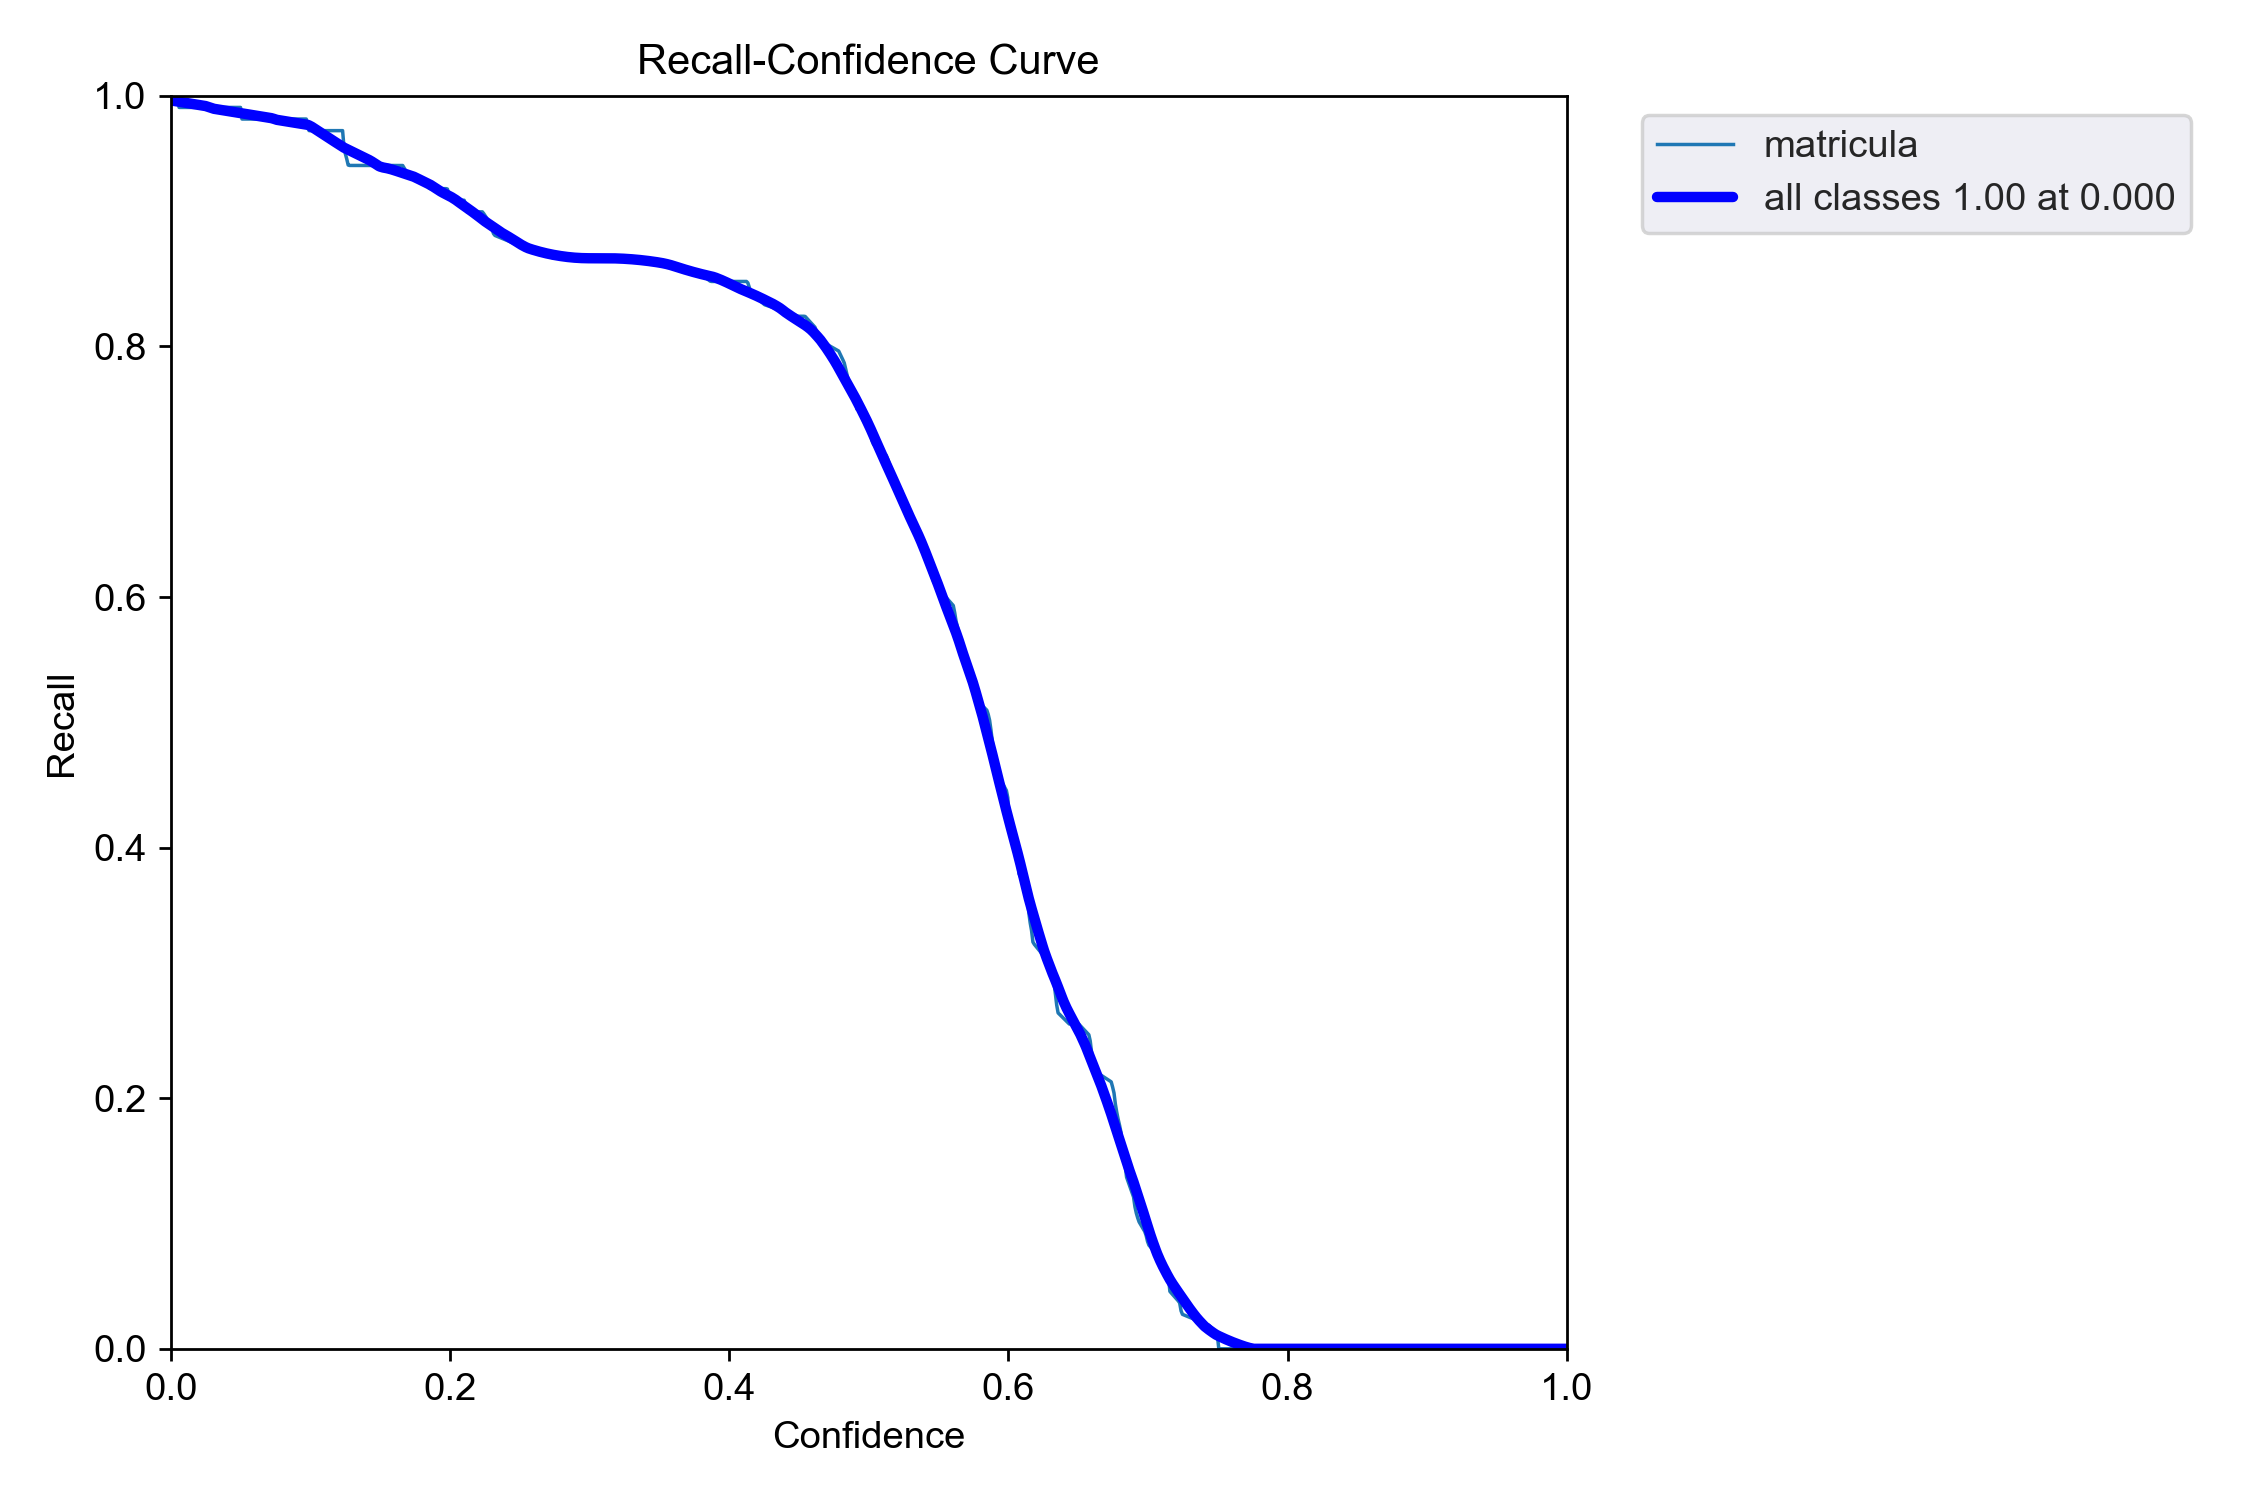 Recall-Confidence Curve
matricula
all classes 1.00 at 0.000
1.0
0.8
0.6
0.4
0.2
0.0
Recall
0.0 0.2 0.4 0.6 0.8 1.0
Confidence